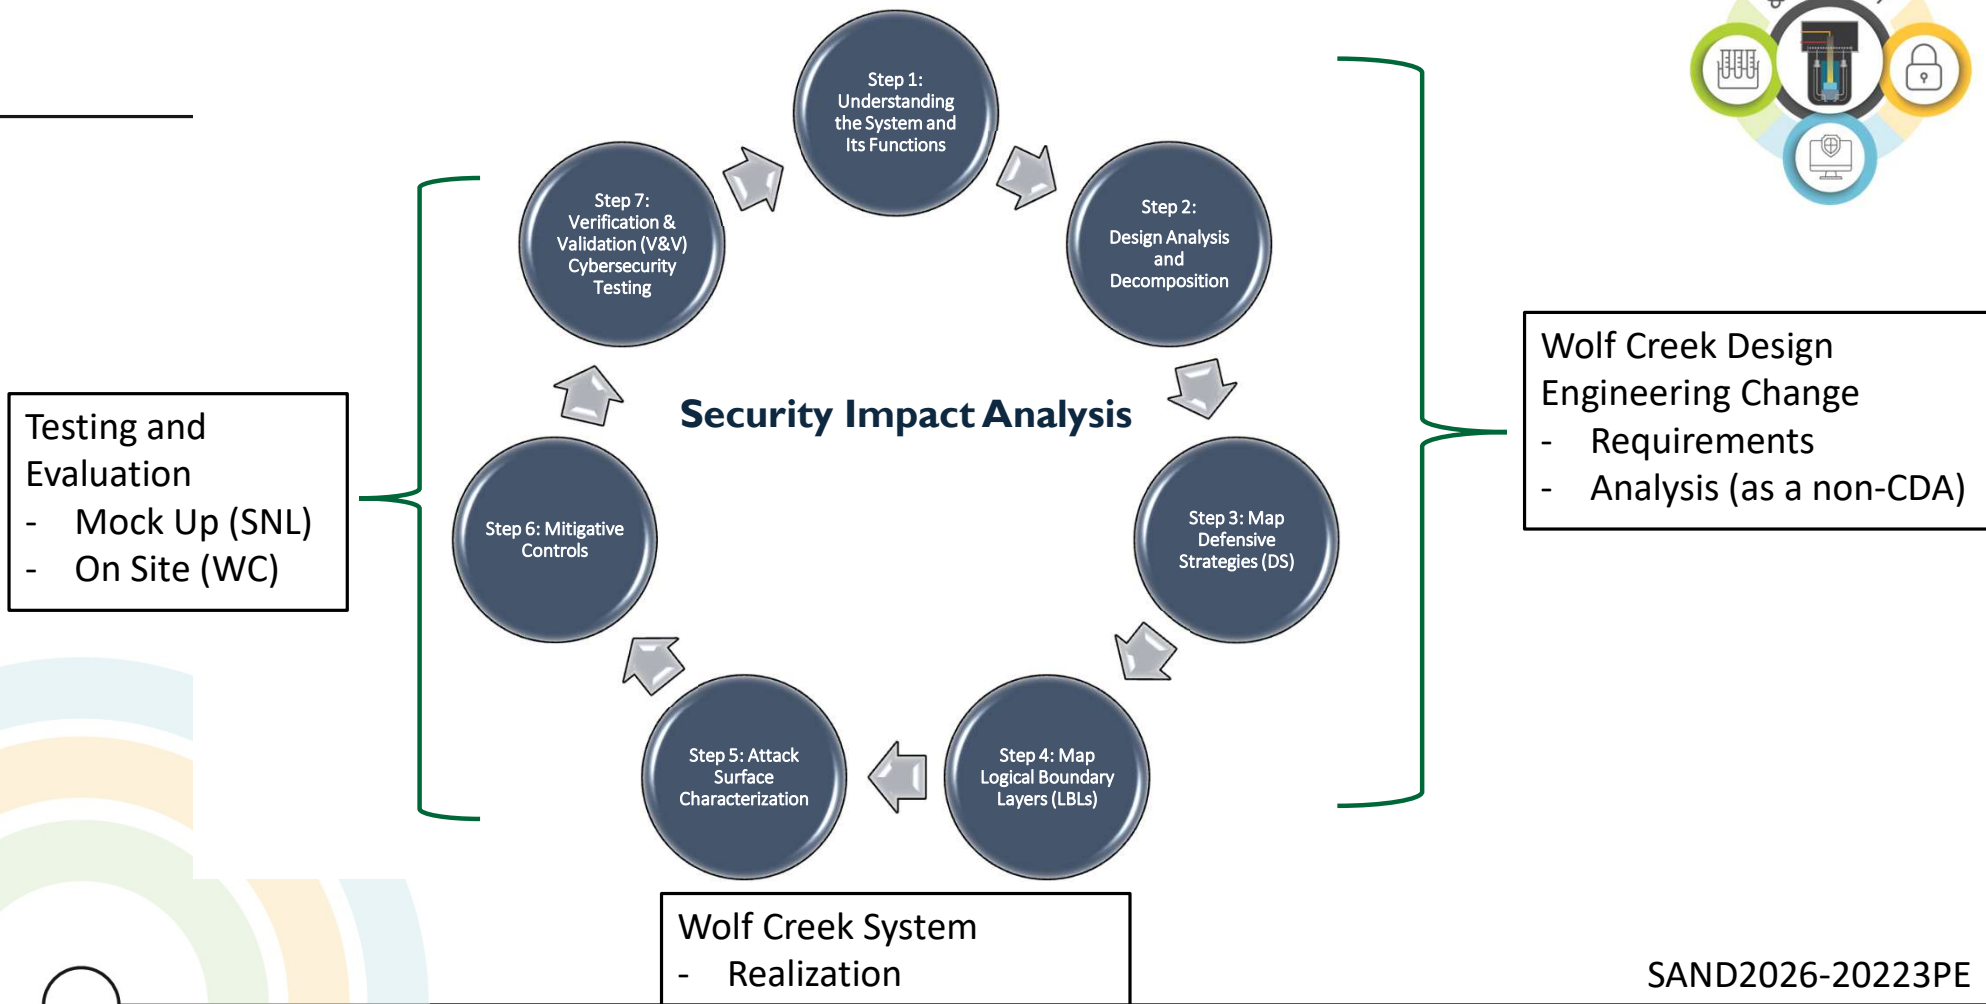 Step 1:
Understanding
the System and
Its Functions
Step 2:
Design Analysis
and
Decomposition
Step 3: Map
Defensive
Strategies (DS)
Step 4: Map
Logical Boundary
Layers (LBLs)
Step 5: Attack
Surface
Characterization
Step 6: Mitigative
Controls
Step 7:
Verification &
Validation (V&V)
Cybersecurity
Testing
Security Impact Analysis
Testing and
Evaluation
- Mock Up (SNL)
- On Site (WC)
Wolf Creek Design
Engineering Change
- Requirements
- Analysis (as a non-CDA)
Wolf Creek System
- Realization
SAND2026-20223PE